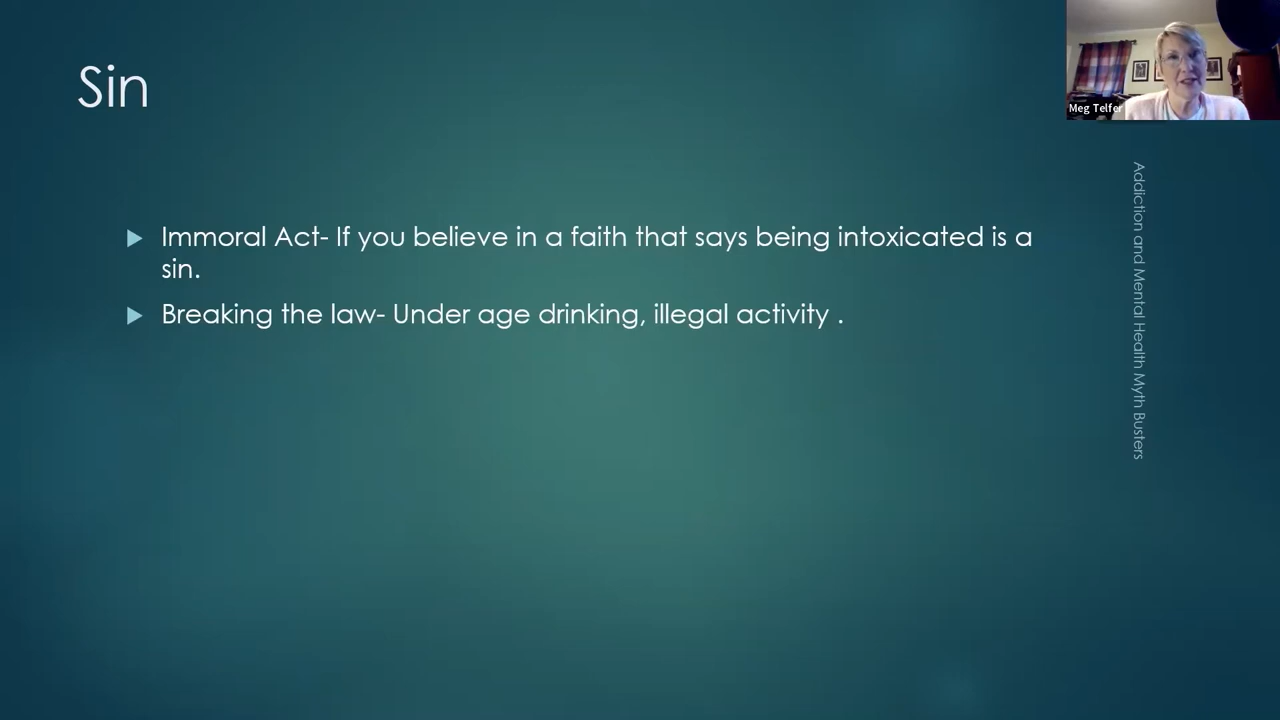 Sin
Meg Telfer
Immoral Act- If you believe in a faith that says being intoxicated is a
sin.
Breaking the law- Under age drinking, illegal activity .
Addiction and Mental Health Myth Busters